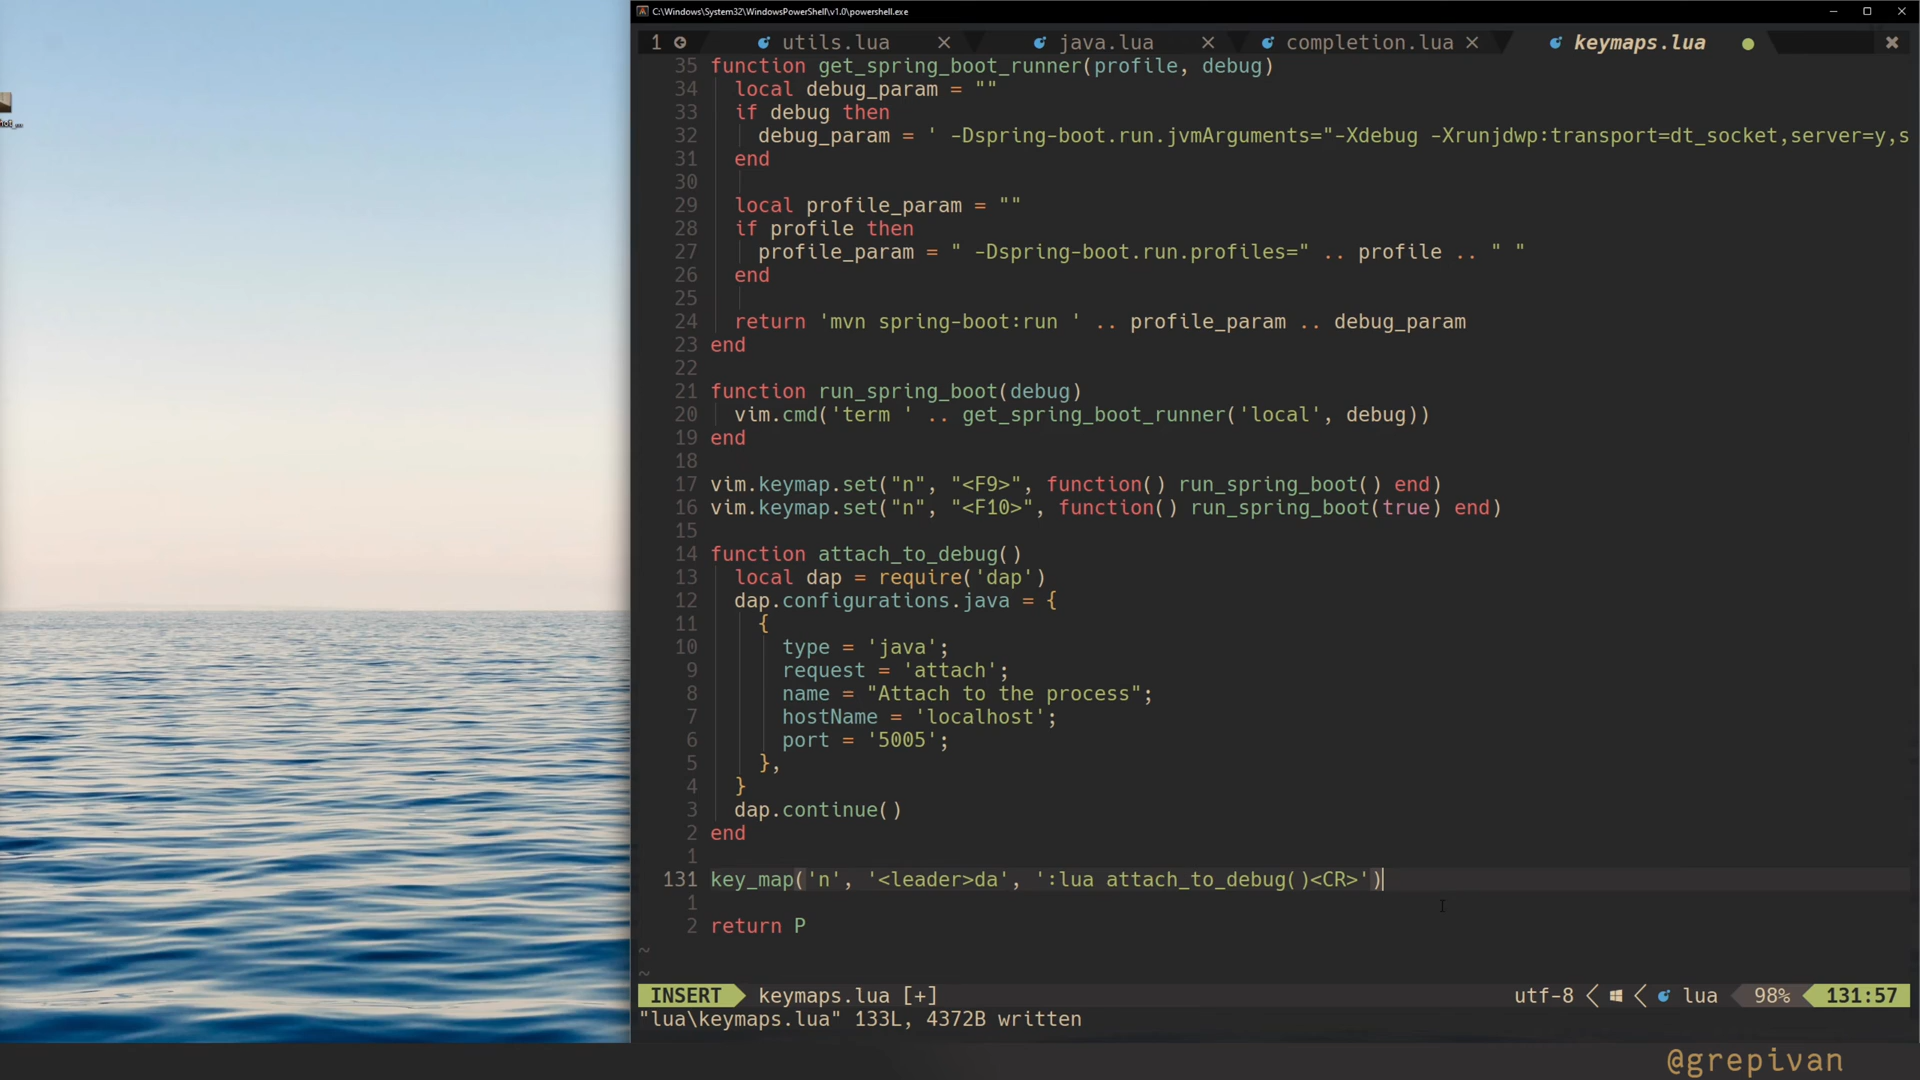 C:\Windows\System32\WindowsPowerShell\v1.0\powershell.exe
1 utils.lua java.lua completion.lua keymaps.lua
35 function get_spring_boot_runner(profile, debug)
34 local debug_param = ""
33 if debug then
32 debug_param = ' -Dspring-boot.run.jvmArguments="-Xdebug -Xrunjdwp:transport=dt_socket,server=y,s
31 end
30
29 local profile_param = ""
28 if profile then
27 profile_param = " -Dspring-boot.run.profiles=" .. profile .. " "
26 end
25
24 return 'mvn spring-boot:run ' .. profile_param .. debug_param
23 end
22
21 function run_spring_boot(debug)
20 vim.cmd('term ' .. get_spring_boot_runner('local', debug))
19 end
18
17 vim.keymap.set("n", "<F9>", function() run_spring_boot() end)
16 vim.keymap.set("n", "<F10>", function() run_spring_boot(true) end)
15
14 function attach_to_debug()
13 local dap = require('dap')
12 dap.configurations.java = {
11 {
10 type = 'java';
9 request = 'attach';
8 name = "Attach to the process";
7 hostName = 'localhost';
6 port = '5005';
5 },
4 }
3 dap.continue()
2 end
1
131 key_map('n', '<leader>da', ':lua attach_to_debug()<CR>')
1
2 return P
~
~
INSERT keymaps.lua [+] utf-8 lua 98% 131:57
"lua\keymaps.lua" 133L, 4372B written
@grepivan